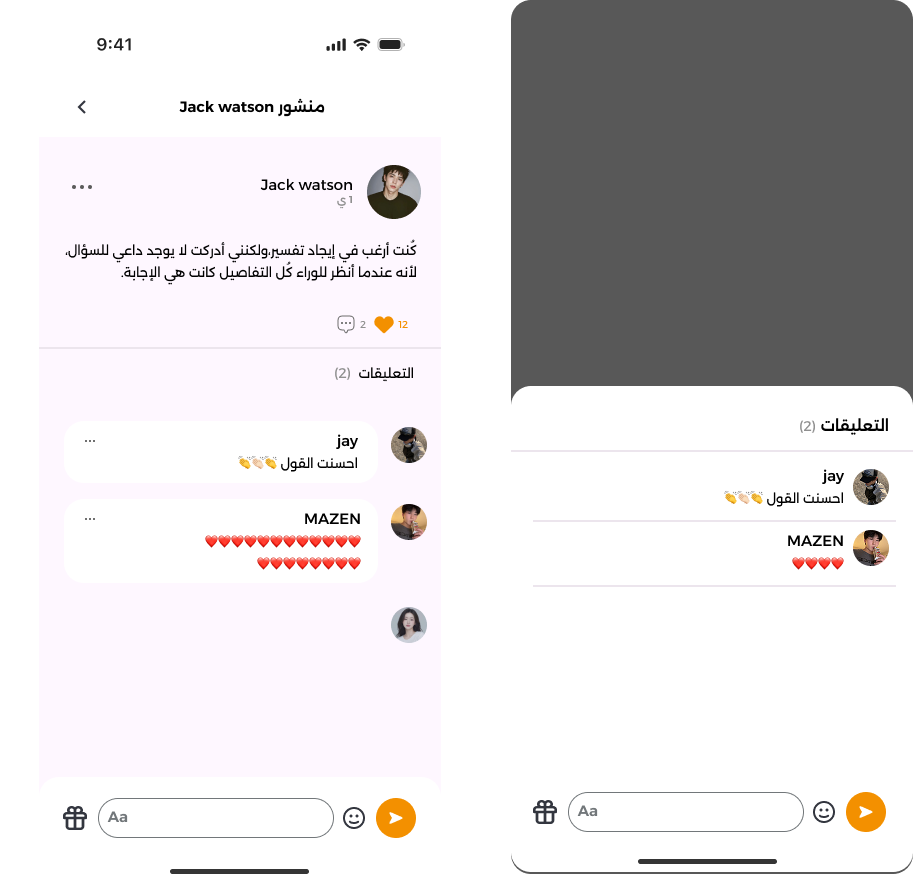 9:41
منشور Jack watson
Jack watson
1 ي
كُنت أرغب في إيجاد تفسير,ولكنني أدركت لا يوجد داعي للسؤال،
لأنه عندما أنظر للوراء كُل التفاصيل كانت هي الإجابة.
12 2
التعليقات (2)
jay
احسنت القول 👏👏🏻👏
MAZEN
❤️❤️❤️❤️❤️❤️❤️❤️❤️❤️❤️❤️
❤️❤️❤️❤️❤️❤️❤️❤️
Aa
التعليقات (2)
jay
احسنت القول 👏👏🏻👏
MAZEN
❤️❤️❤️❤️
Aa